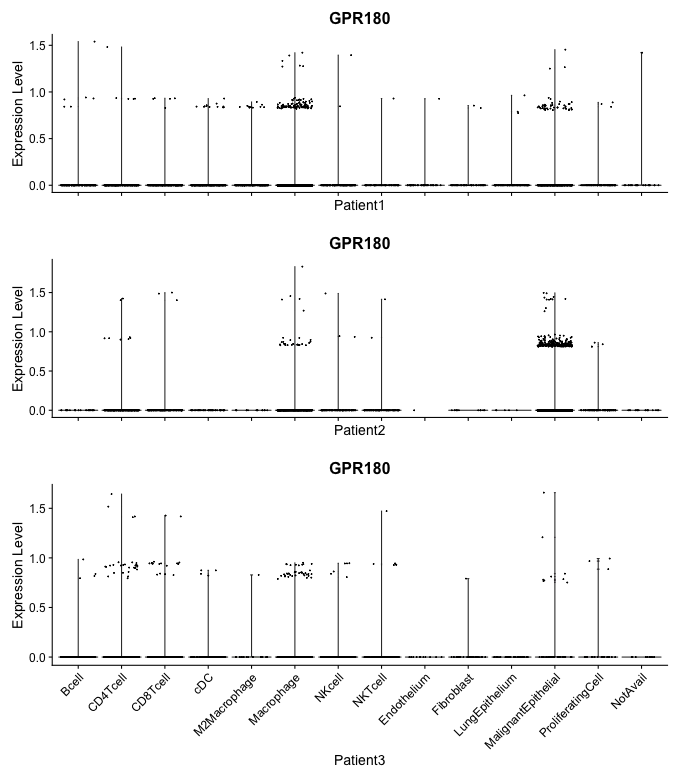 GPR180
Expression Level
1.5
1.0
0.5
0.0
Patient1
GPR180
Expression Level
1.5
1.0
0.5
0.0
Patient2
GPR180
Expression Level
1.5
1.0
0.5
0.0
Bcell
CD4Tcell
CD8Tcell
cDC
M2Macrophage
Macrophage
NKcell
NKTcell
Endothelium
Fibroblast
LungEpithelium
MalignantEpithelial
ProliferatingCell
NotAvail
Patient3